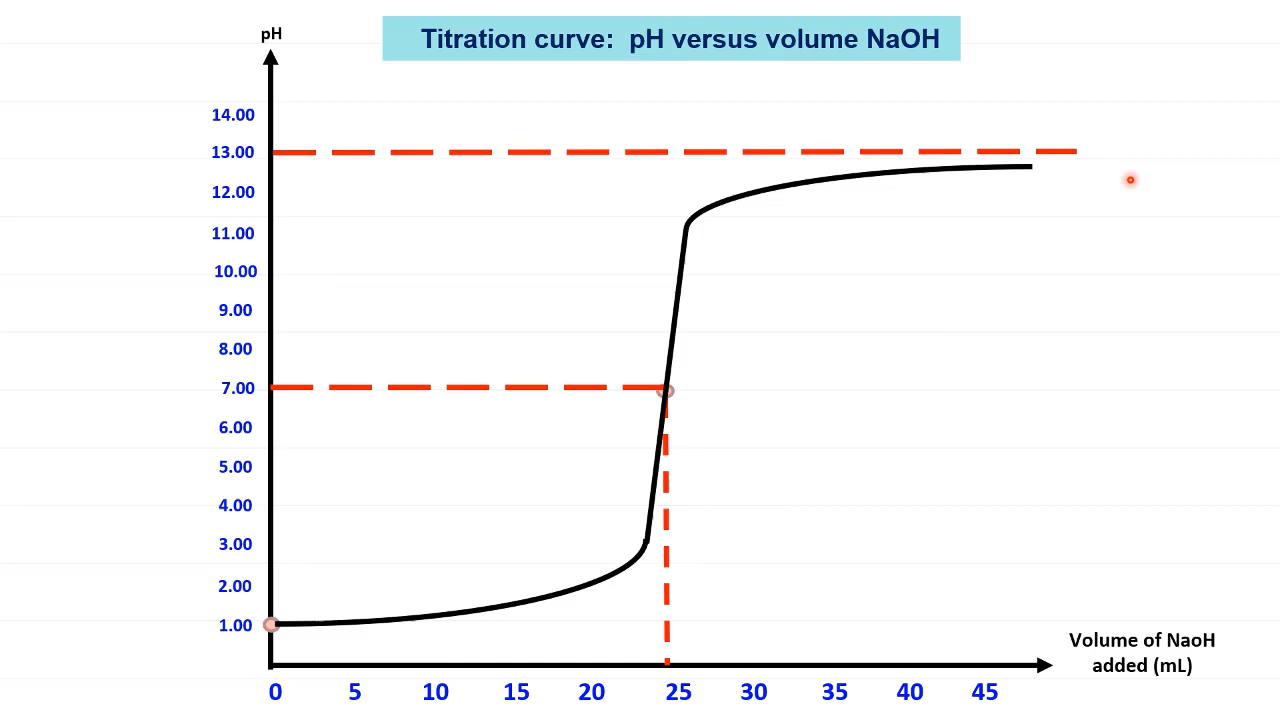 Titration curve: pH versus volume NaOH
pH
14.00
13.00
12.00
11.00
10.00
9.00
8.00
7.00
6.00
5.00
4.00
3.00
2.00
1.00
Volume of NaoH
added (mL)
0 5 10 15 20 25 30 35 40 45